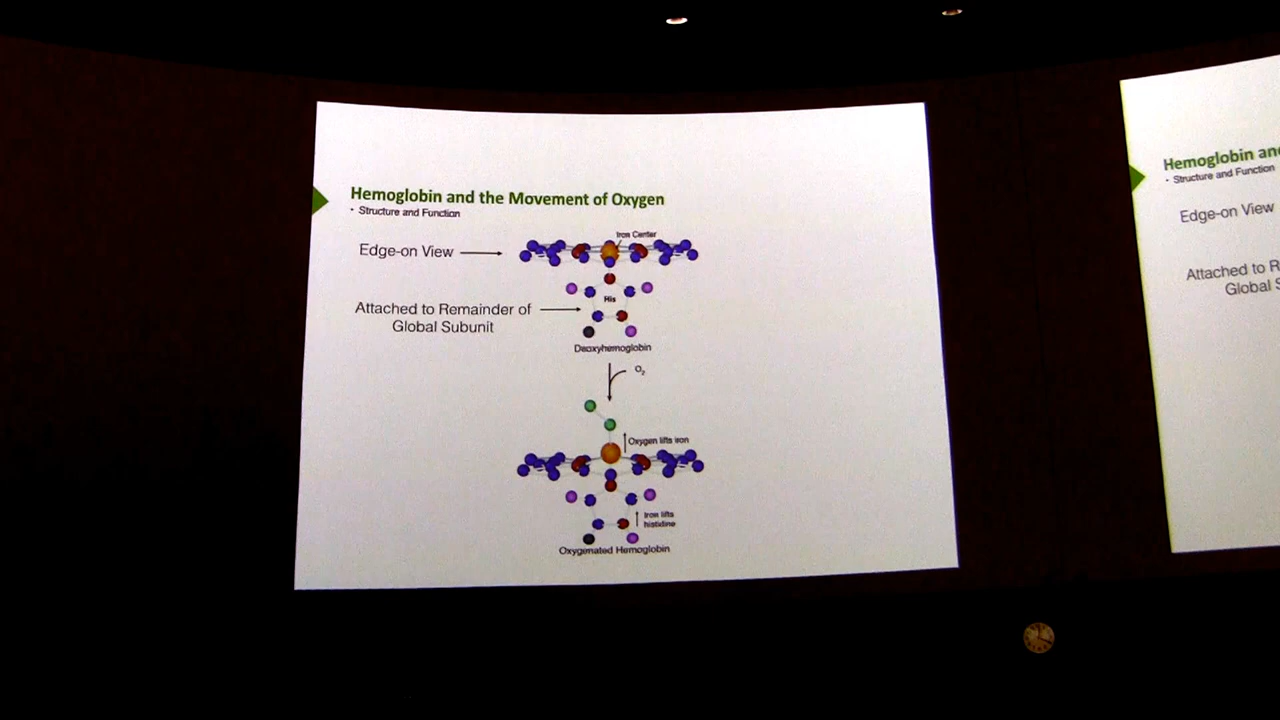 Hemoglobin and the Movement of Oxygen
• Structure and Function
Iron Center
Edge-on View
His
Attached to Remainder of
Global Subunit
Deoxyhemoglobin
O₂
Oxygen lifts iron
Iron lifts
histidine
Oxygenated Hemoglobin
Hemoglobin an
• Structure and Function
Edge-on View
Attached to R
Global S